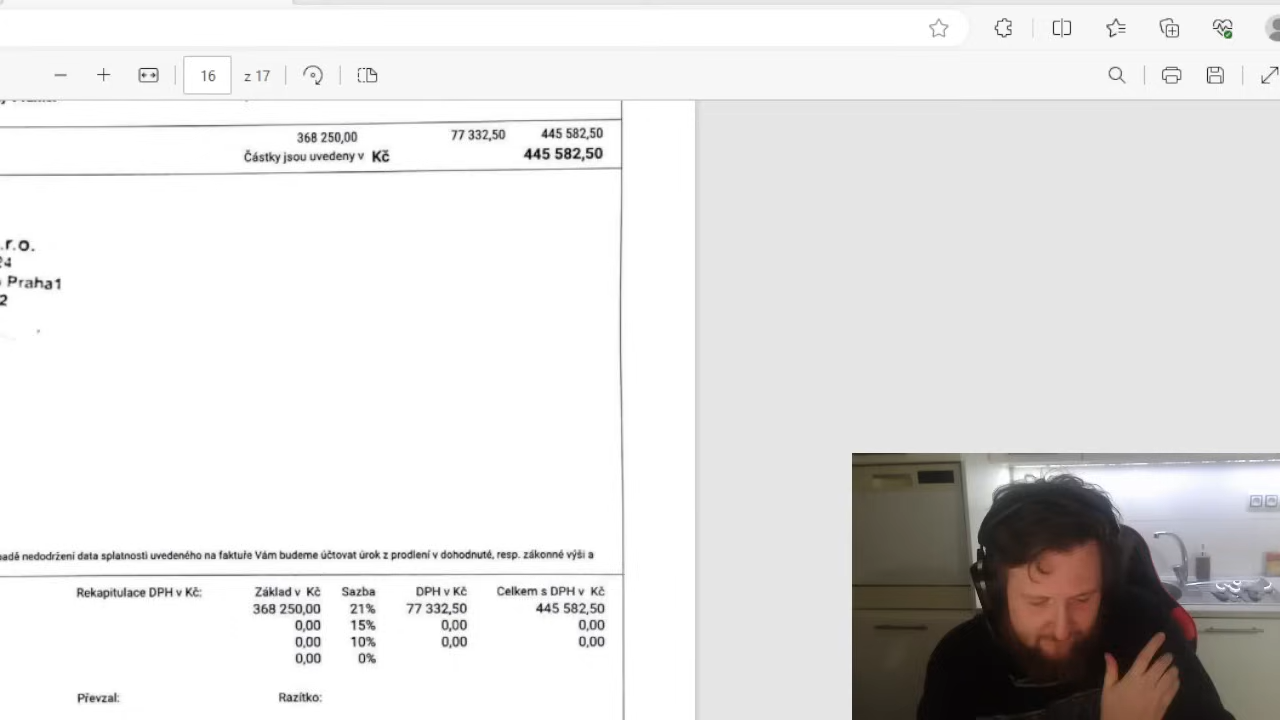 16 z 17
368 250,00 77 332,50 445 582,50
Částky jsou uvedeny v Kč 445 582,50
.r.o.
24
Praha1
2
nedodržení data splatnosti uvedeného na faktuře Vám budeme účtovat úrok z prodlení v dohodnuté, resp. zákonné výši a
Rekapitulace DPH v Kč: Základ v Kč Sazba DPH v Kč Celkem s DPH v Kč
368 250,00 21% 77 332,50 445 582,50
0,00 15% 0,00 0,00
0,00 10% 0,00 0,00
0,00 0%
Převzal: Razítko: